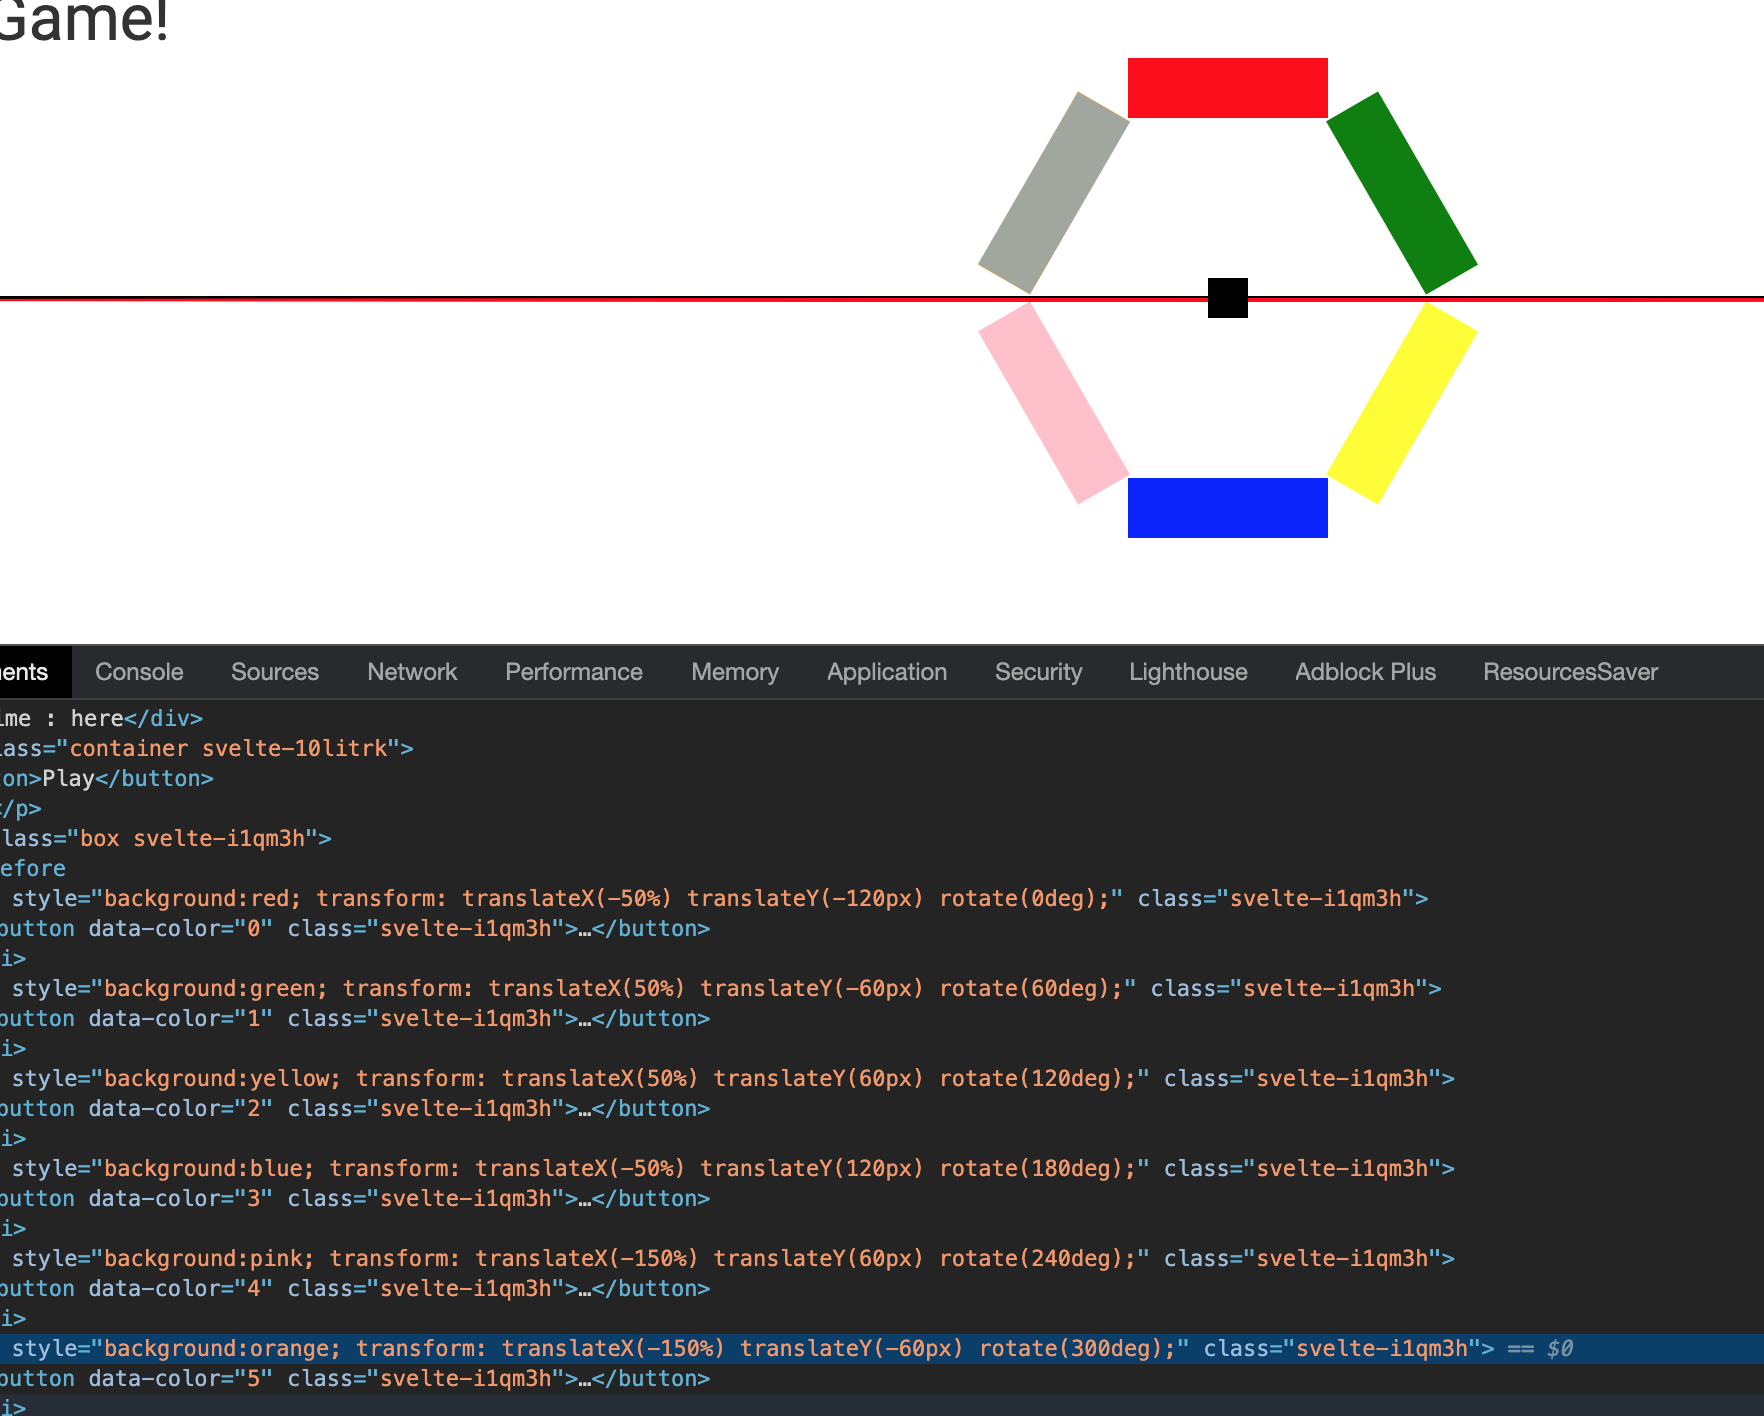 Game!
ents Console Sources Network Performance Memory Application Security Lighthouse Adblock Plus ResourcesSaver
ime : here</div>
lass="container svelte-10litrk">
on>Play</button>
</p>
lass="box svelte-i1qm3h">
efore
style="background:red; transform: translateX(-50%) translateY(-120px) rotate(0deg);" class="svelte-i1qm3h">
button data-color="0" class="svelte-i1qm3h">…</button>
i>
style="background:green; transform: translateX(50%) translateY(-60px) rotate(60deg);" class="svelte-i1qm3h">
button data-color="1" class="svelte-i1qm3h">…</button>
i>
style="background:yellow; transform: translateX(50%) translateY(60px) rotate(120deg);" class="svelte-i1qm3h">
button data-color="2" class="svelte-i1qm3h">…</button>
i>
style="background:blue; transform: translateX(-50%) translateY(120px) rotate(180deg);" class="svelte-i1qm3h">
button data-color="3" class="svelte-i1qm3h">…</button>
i>
style="background:pink; transform: translateX(-150%) translateY(60px) rotate(240deg);" class="svelte-i1qm3h">
button data-color="4" class="svelte-i1qm3h">…</button>
i>
style="background:orange; transform: translateX(-150%) translateY(-60px) rotate(300deg);" class="svelte-i1qm3h"> == $0
button data-color="5" class="svelte-i1qm3h">…</button>
i>